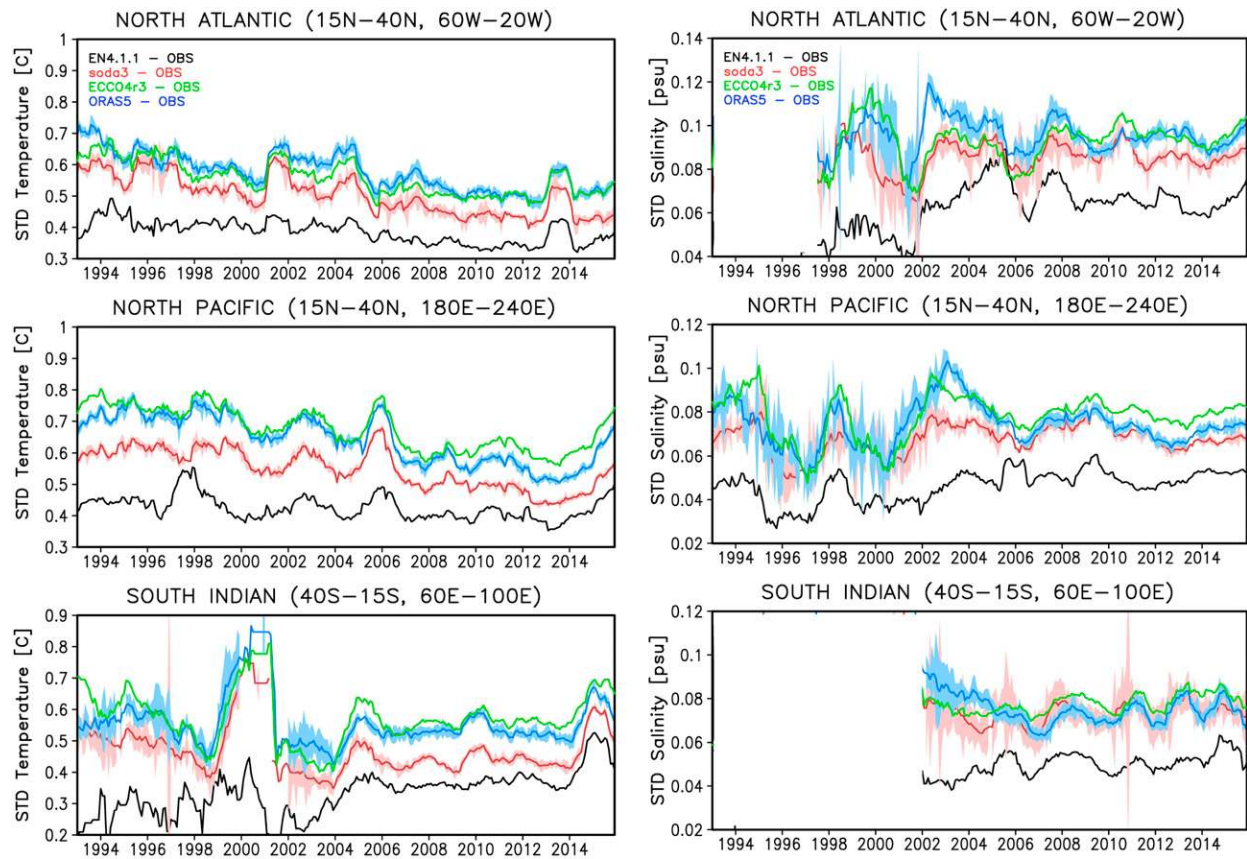 NORTH ATLANTIC (15N–40N, 60W–20W)
STD Temperature [C]
1
0.9
0.8
0.7
0.6
0.5
0.4
0.3
EN4.1.1 – OBS
soda3 – OBS
ECCO4r3 – OBS
ORAS5 – OBS
1994 1996 1998 2000 2002 2004 2006 2008 2010 2012 2014
NORTH ATLANTIC (15N–40N, 60W–20W)
STD Salinity [psu]
0.14
0.12
0.1
0.08
0.06
0.04
EN4.1.1 – OBS
soda3 – OBS
ECCO4r3 – OBS
ORAS5 – OBS
1994 1996 1998 2000 2002 2004 2006 2008 2010 2012 2014
NORTH PACIFIC (15N–40N, 180E–240E)
STD Temperature [C]
1
0.9
0.8
0.7
0.6
0.5
0.4
0.3
1994 1996 1998 2000 2002 2004 2006 2008 2010 2012 2014
NORTH PACIFIC (15N–40N, 180E–240E)
STD Salinity [psu]
0.12
0.1
0.08
0.06
0.04
0.02
1994 1996 1998 2000 2002 2004 2006 2008 2010 2012 2014
SOUTH INDIAN (40S–15S, 60E–100E)
STD Temperature [C]
0.9
0.8
0.7
0.6
0.5
0.4
0.3
0.2
1994 1996 1998 2000 2002 2004 2006 2008 2010 2012 2014
SOUTH INDIAN (40S–15S, 60E–100E)
STD Salinity [psu]
0.12
0.1
0.08
0.06
0.04
0.02
1994 1996 1998 2000 2002 2004 2006 2008 2010 2012 2014